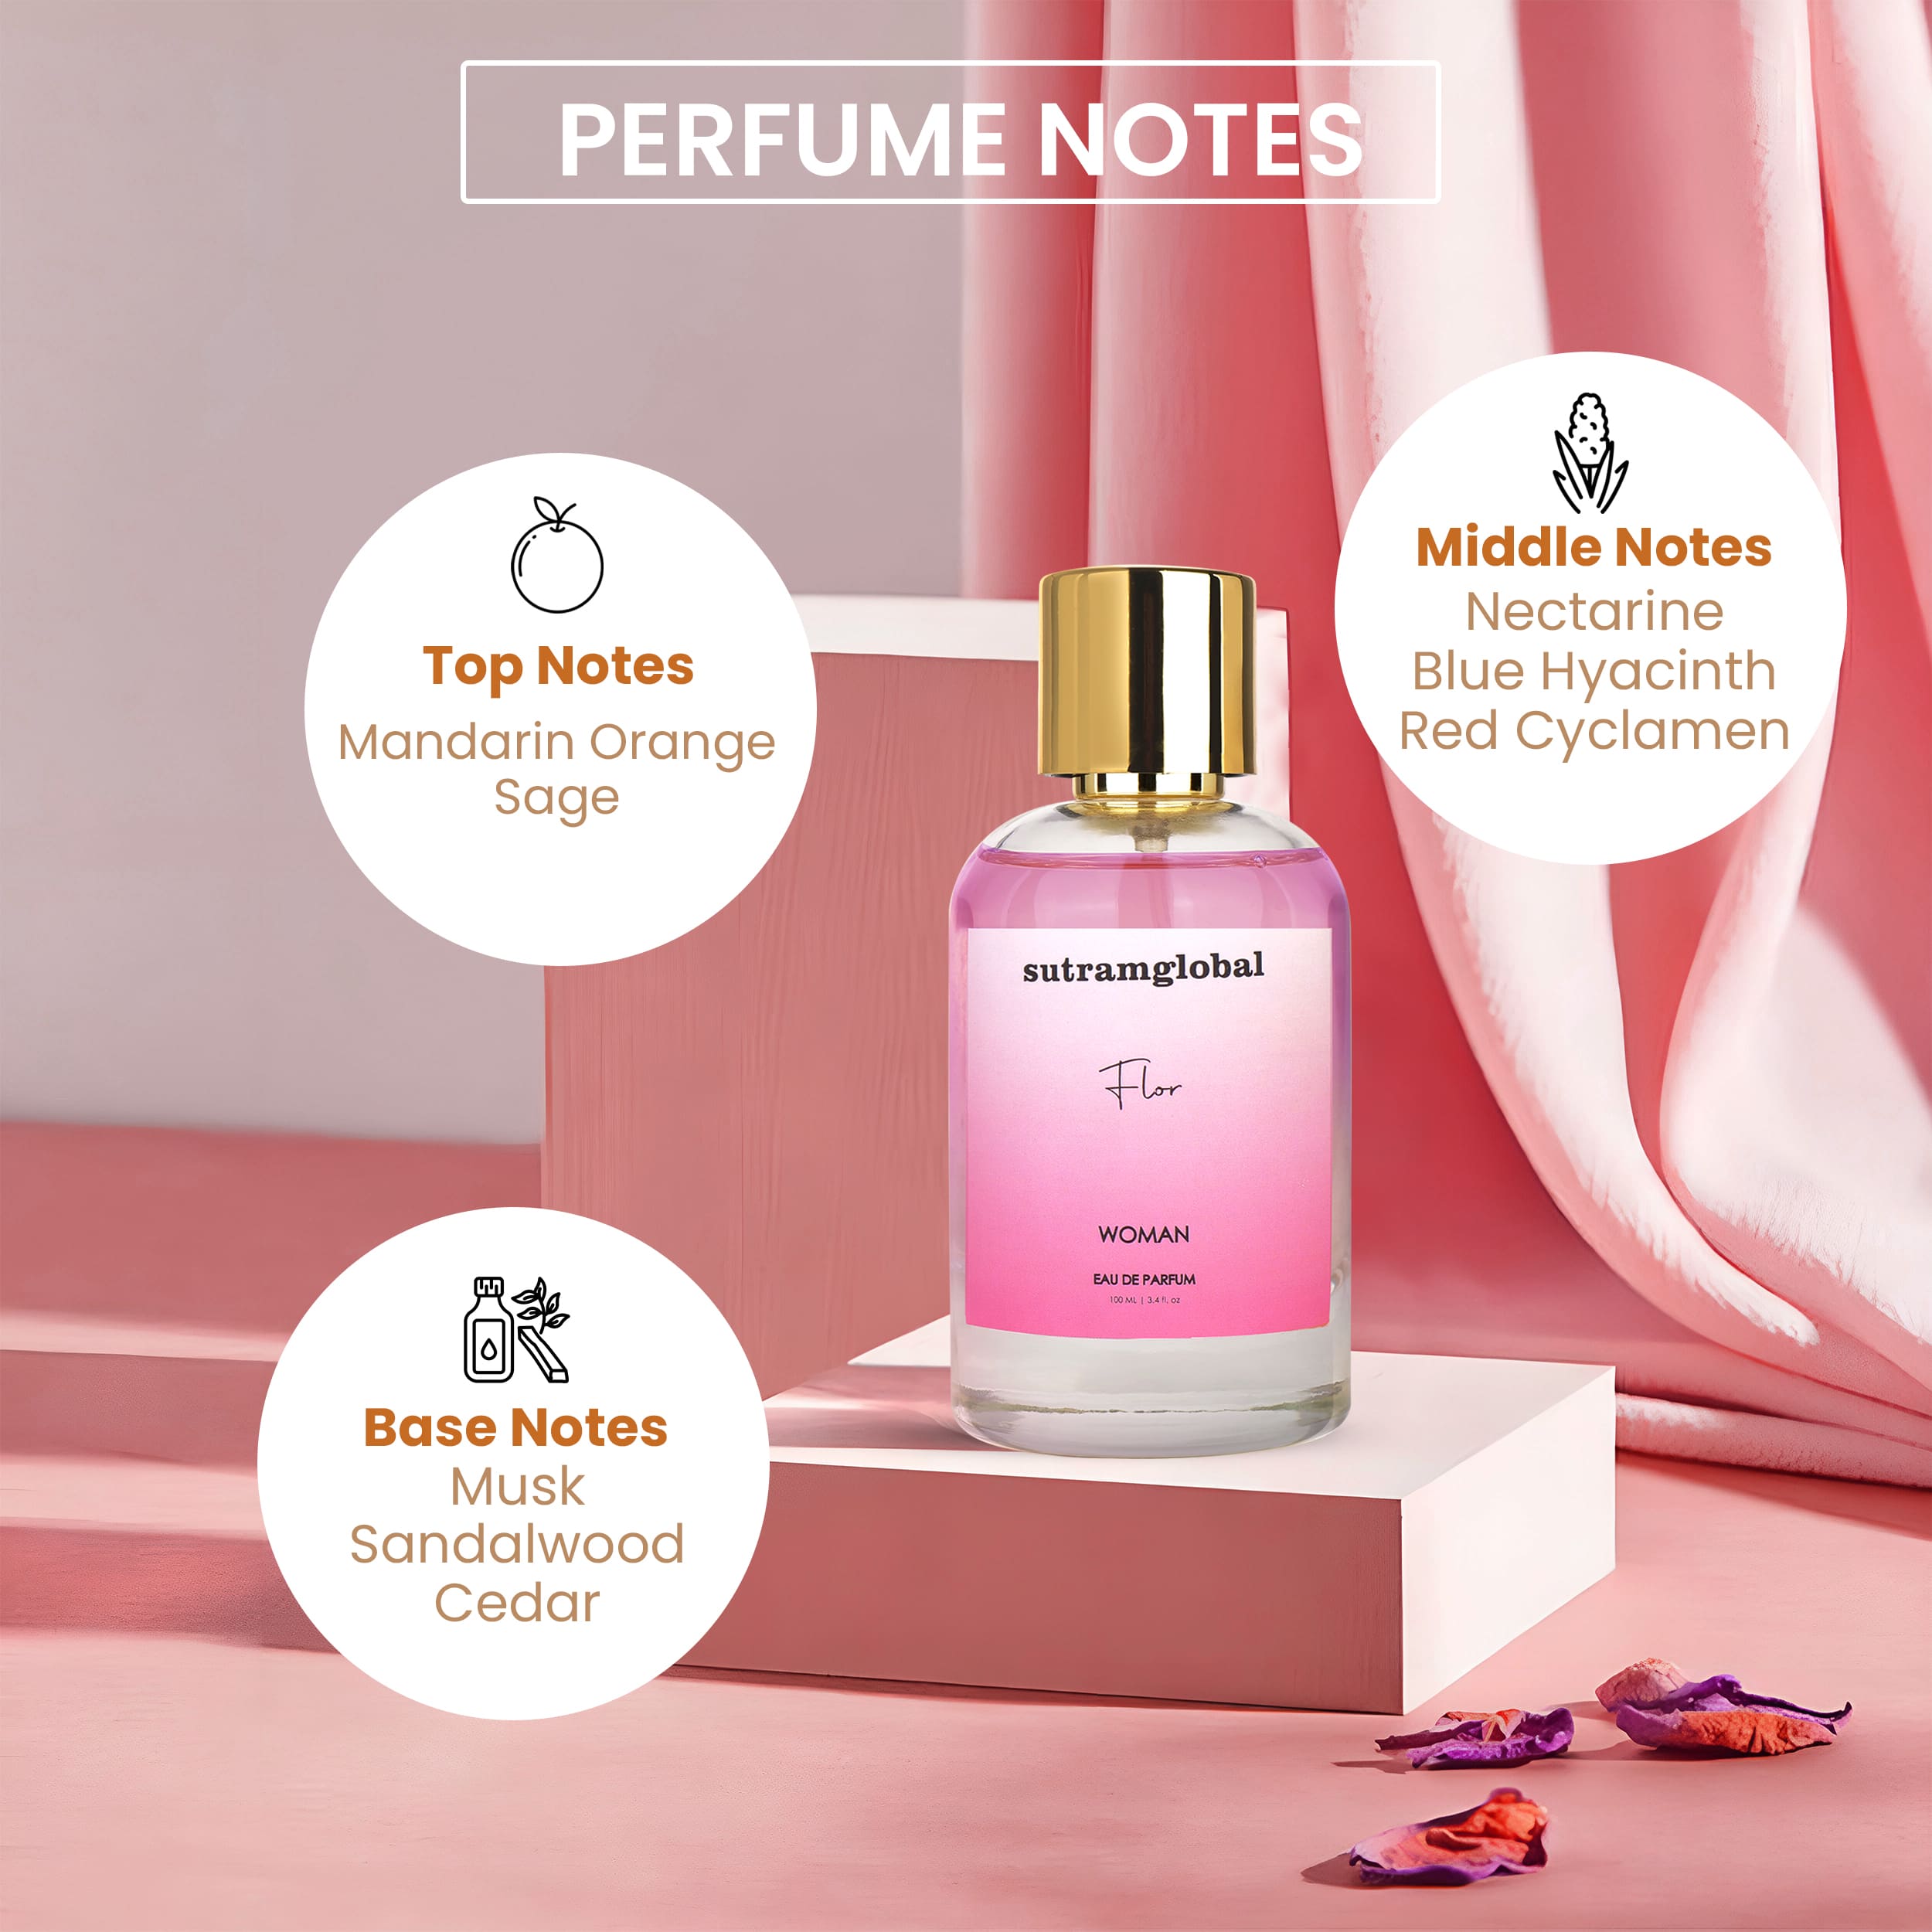 PERFUME NOTES
Top Notes
Mandarin Orange
Sage
Middle Notes
Nectarine
Blue Hyacinth
Red Cyclamen
sutramglobal
Flor
WOMAN
EAU DE PARFUM
100 ML | 3.4 fl. oz
Base Notes
Musk
Sandalwood
Cedar